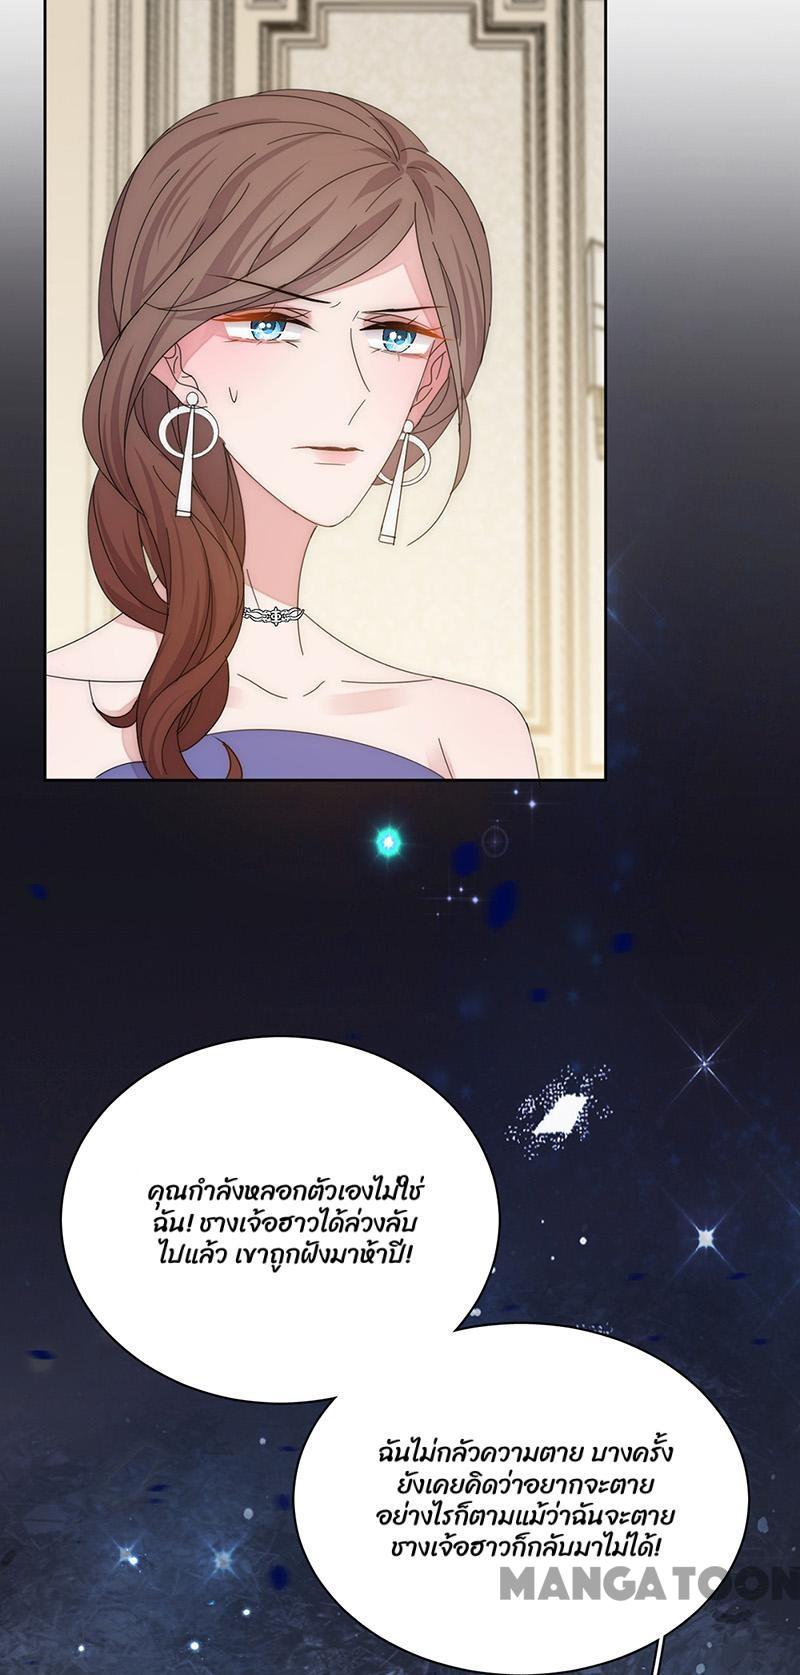 คุณกำลังหลอกตัวเองไม่ใช่
ฉัน! ชางเจ้อฮาวได้ล่วงลับ
ไปแล้ว เขาถูกฝังมาห้าปี!
ฉันไม่กลัวความตาย บางครั้ง
ยังเคยคิดว่าอยากจะตาย
อย่างไรก็ตามแม้ว่าฉันจะตาย
ชางเจ้อฮาวก็กลับมาไม่ได้!
MANGATOON